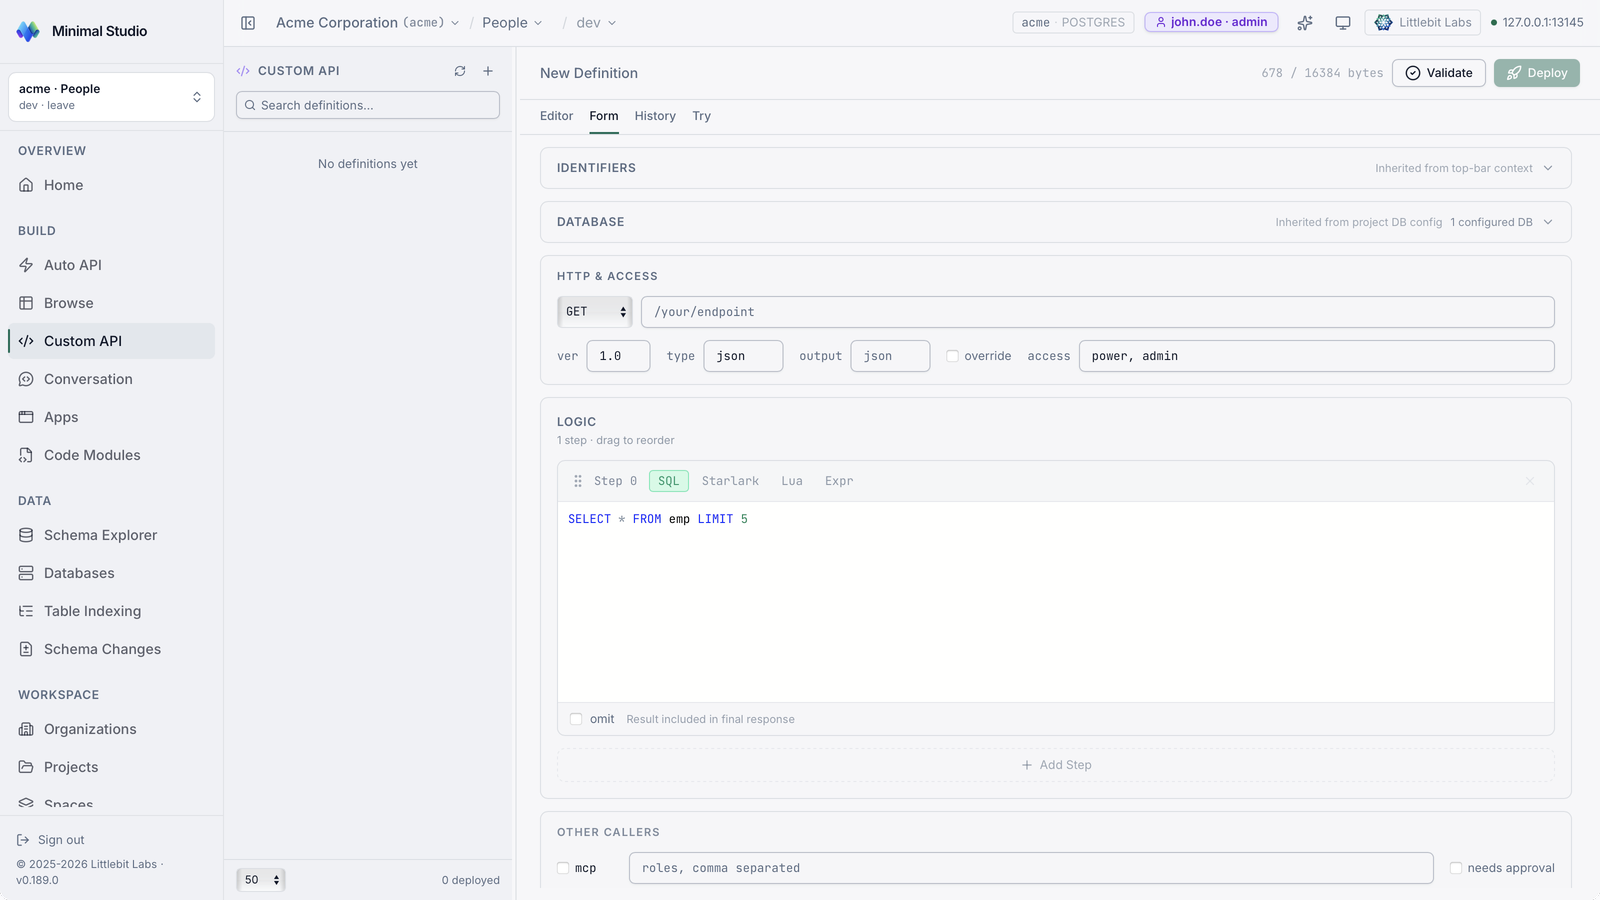 Minimal Studio
acme · People
dev · leave
OVERVIEW
Home
BUILD
Auto API
Browse
Custom API
Conversation
Apps
Code Modules
DATA
Schema Explorer
Databases
Table Indexing
Schema Changes
WORKSPACE
Organizations
Projects
Spaces
Sign out
© 2025-2026 Littlebit Labs ·
v0.189.0
Acme Corporation (acme) / People / dev
acme · POSTGRES
john.doe · admin
Littlebit Labs
127.0.0.1:13145
CUSTOM API
Search definitions...
No definitions yet
50
0 deployed
New Definition
678 / 16384 bytes
Validate
Deploy
Editor Form History Try
IDENTIFIERS
Inherited from top-bar context
DATABASE
Inherited from project DB config 1 configured DB
HTTP & ACCESS
GET /your/endpoint
ver 1.0 type json output json override access power, admin
LOGIC
1 step · drag to reorder
Step 0 SQL Starlark Lua Expr
SELECT * FROM emp LIMIT 5
omit Result included in final response
+ Add Step
OTHER CALLERS
mcp roles, comma separated needs approval